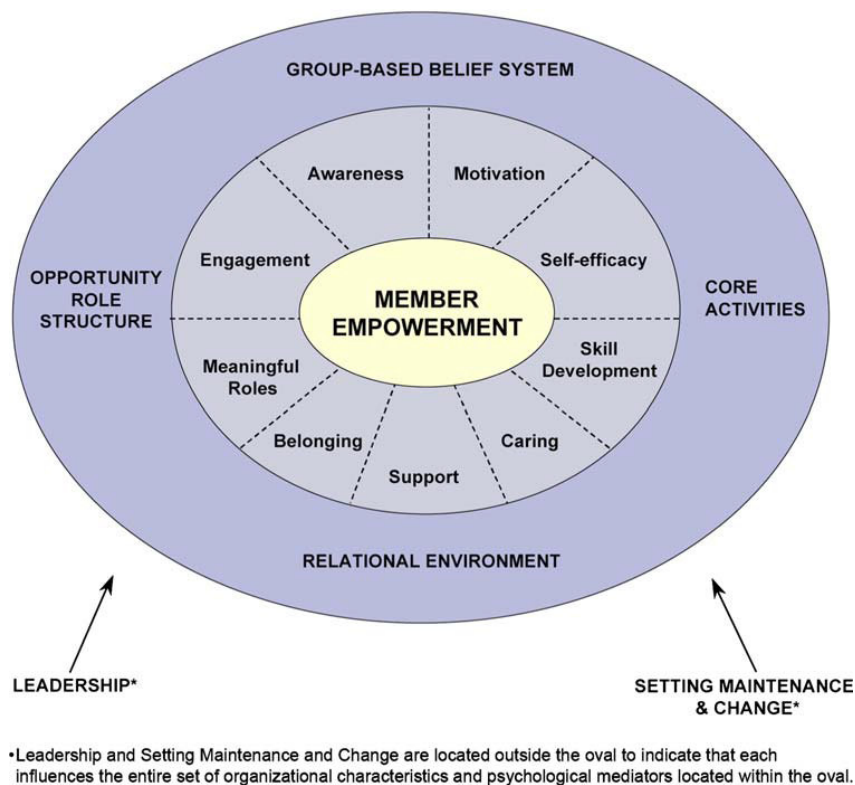 GROUP-BASED BELIEF SYSTEM
Awareness
Motivation
Engagement
Self-efficacy
OPPORTUNITY
ROLE
STRUCTURE
MEMBER
EMPOWERMENT
CORE
ACTIVITIES
Meaningful
Roles
Skill
Development
Belonging
Caring
Support
RELATIONAL ENVIRONMENT
LEADERSHIP*
SETTING MAINTENANCE
& CHANGE*
•Leadership and Setting Maintenance and Change are located outside the oval to indicate that each
influences the entire set of organizational characteristics and psychological mediators located within the oval.